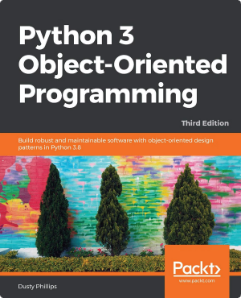 Python 3
Object-Oriented
Programming
Third Edition
Build robust and maintainable software with object-oriented design
patterns in Python 3.8
Packt>
www.packt.com
Dusty Phillips